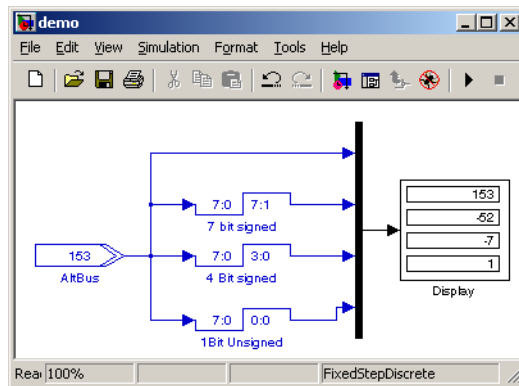 demo
File Edit View Simulation Format Tools Help
7:0 7:1
7 bit signed
153
AltBus
7:0 3:0
4 Bit signed
7:0 0:0
1Bit Unsigned
153
-52
-7
1
Display
Rea 100% FixedStepDiscrete